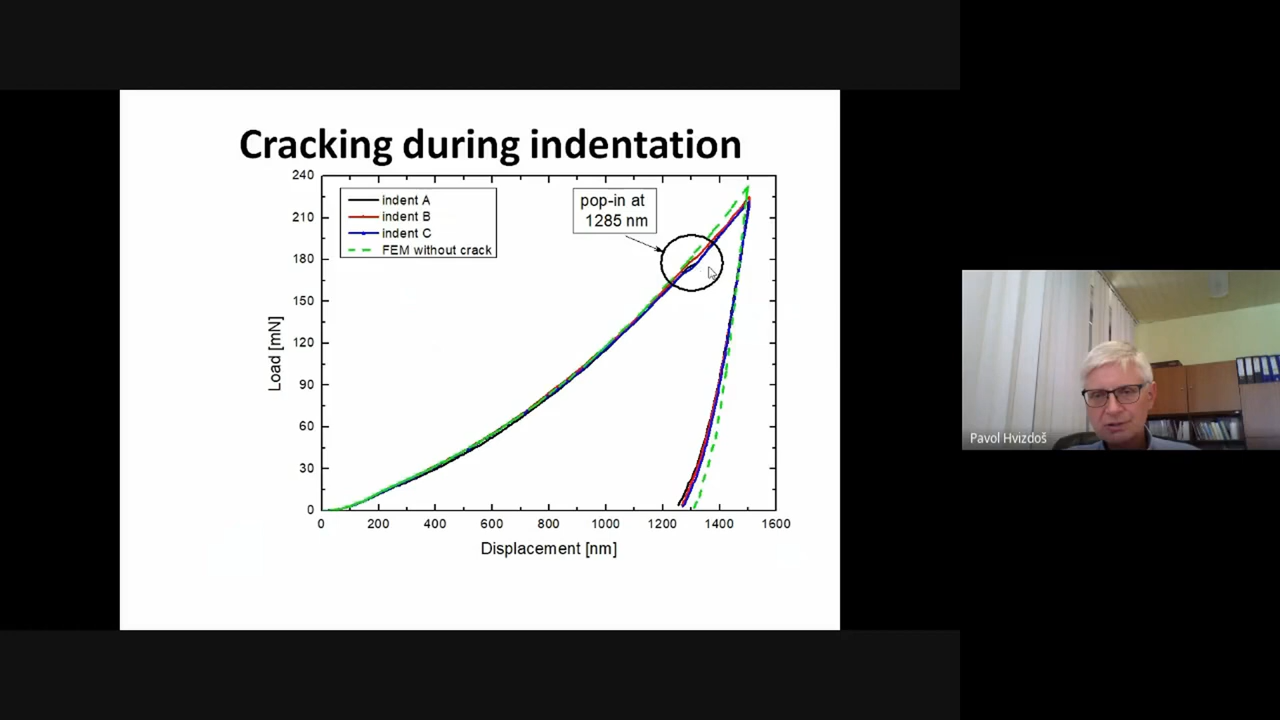 Cracking during indentation
240
210
180
150
120
90
60
30
0
Load [mN]
indent A
indent B
indent C
FEM without crack
pop-in at
1285 nm
0 200 400 600 800 1000 1200 1400 1600
Displacement [nm]
Pavol Hvizdoš